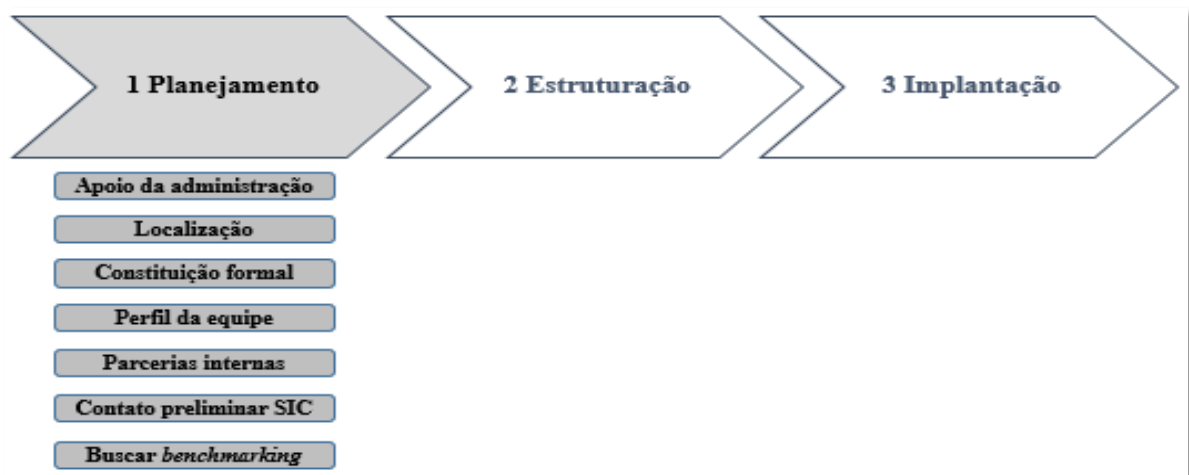 1 Planejamento
2 Estruturação
3 Implantação
Apoio da administração
Localização
Constituição formal
Perfil da equipe
Parcerias internas
Contato preliminar SIC
Buscar benchmarking